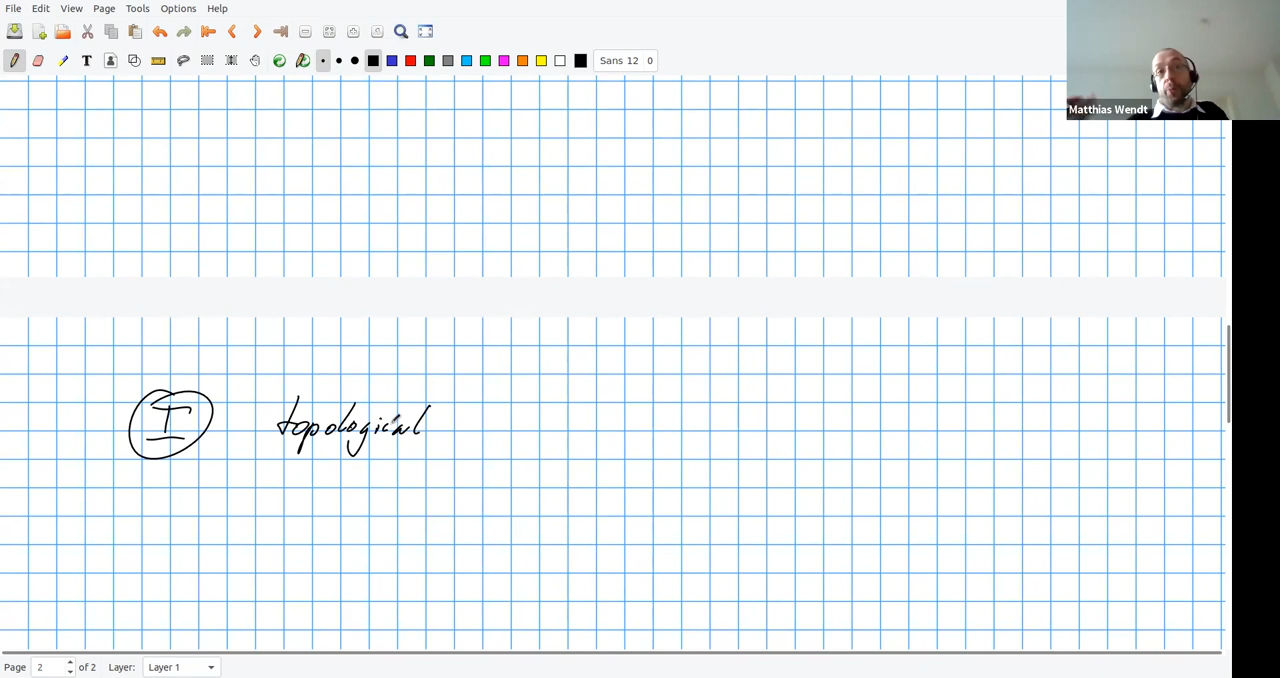 File Edit View Page Tools Options Help
Sans 12 0
Matthias Wendt
I topological
Page 2 of 2 Layer: Layer 1